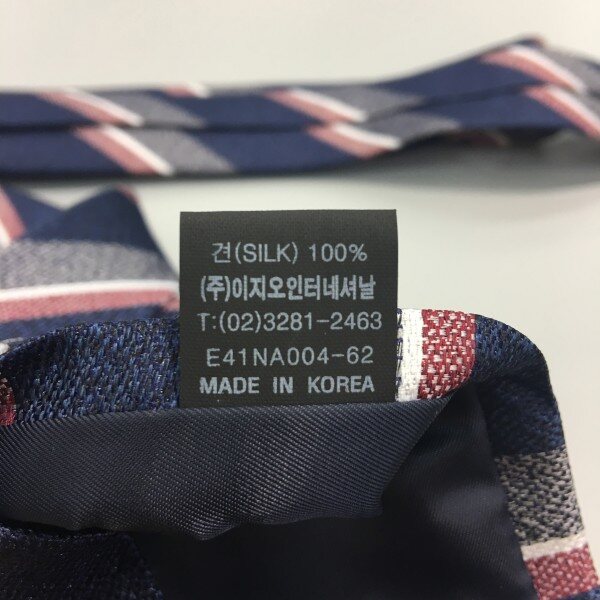 견(SILK) 100%
(주)이지오인터네셔날
T:(02)3281-2463
E41NA004-62
MADE IN KOREA